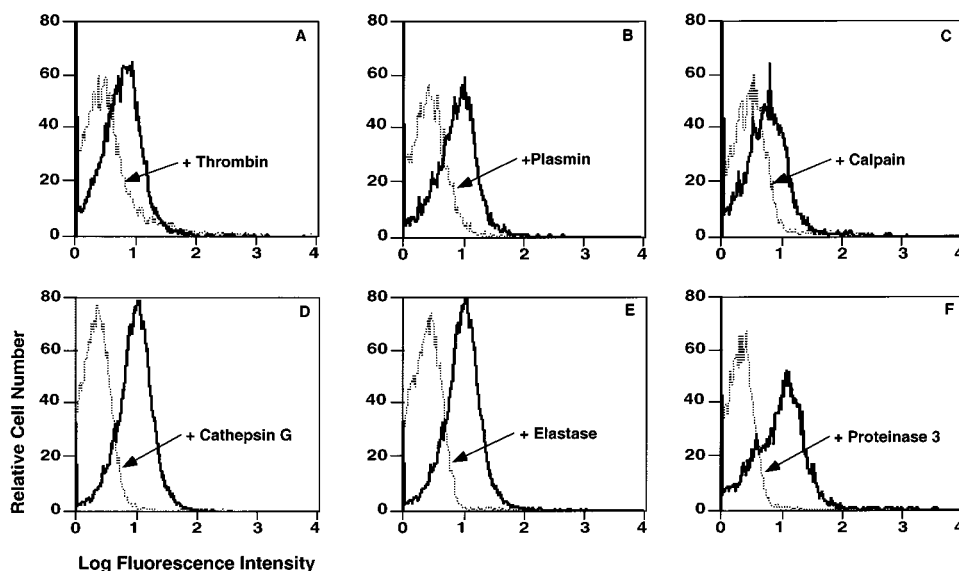 80
60
40
20
0
A
+ Thrombin
0 1 2 3 4
80
60
40
20
0
B
+Plasmin
0 1 2 3 4
80
60
40
20
0
C
+ Calpain
0 1 2 3 4
80
60
40
20
0
D
+ Cathepsin G
0 1 2 3 4
80
60
40
20
0
E
+ Elastase
0 1 2 3 4
80
60
40
20
0
F
+ Proteinase 3
0 1 2 3 4
Relative Cell Number
Log Fluorescence Intensity